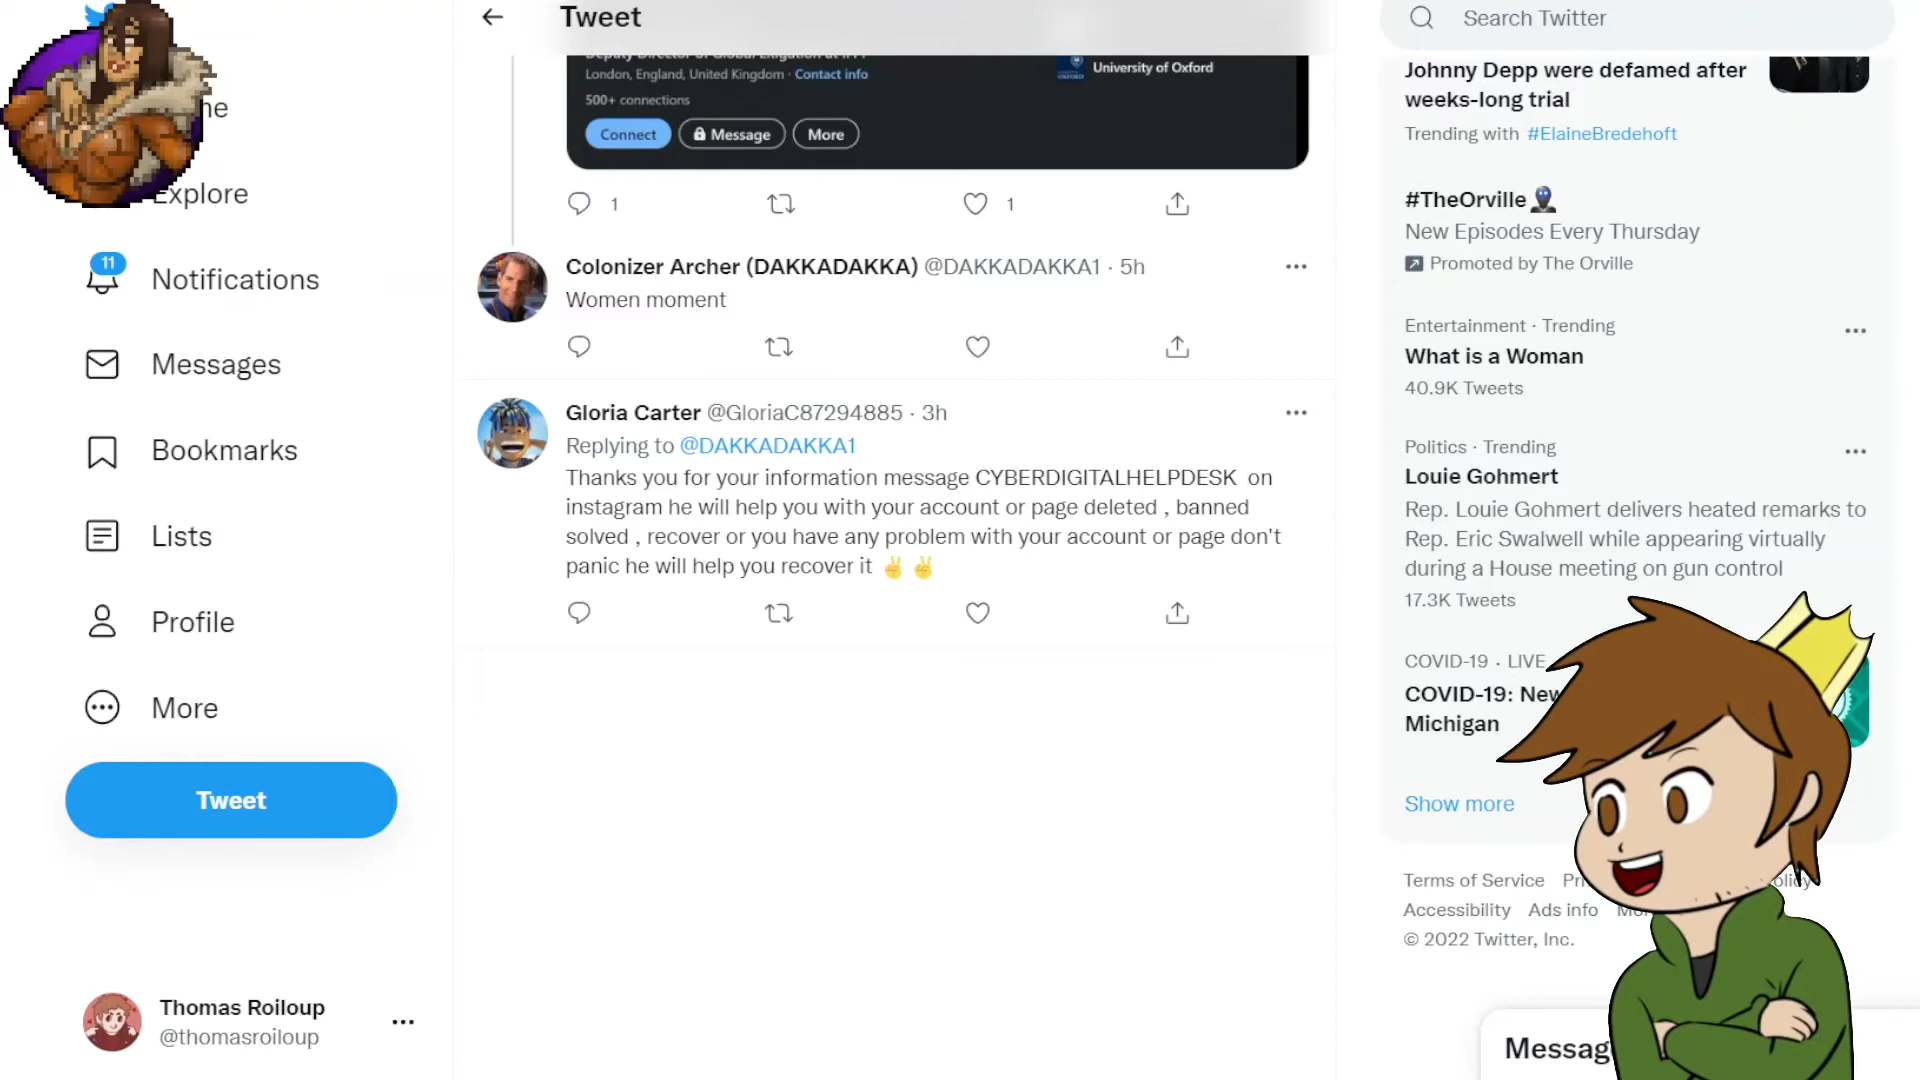 Tweet
Search Twitter
London, England, United Kingdom · Contact info
University of Oxford
500+ connections
Connect
Message
More
1
1
Explore
Notifications
11
Messages
Bookmarks
Lists
Profile
More
Tweet
Thomas Roiloup
@thomasroiloup
Colonizer Archer (DAKKADAKKA) @DAKKADAKKA1 · 5h
Women moment
Gloria Carter @GloriaC87294885 · 3h
Replying to @DAKKADAKKA1
Thanks you for your information message CYBERDIGITALHELPDESK on
instagram he will help you with your account or page deleted , banned
solved , recover or you have any problem with your account or page don't
panic he will help you recover it ✌️ ✌️
Johnny Depp were defamed after
weeks-long trial
Trending with #ElaineBredehoft
#TheOrville
New Episodes Every Thursday
Promoted by The Orville
Entertainment · Trending
What is a Woman
40.9K Tweets
Politics · Trending
Louie Gohmert
Rep. Louie Gohmert delivers heated remarks to
Rep. Eric Swalwell while appearing virtually
during a House meeting on gun control
17.3K Tweets
COVID-19 · LIVE
COVID-19:
Michigan
Show more
Terms of Service
Accessibility Ads info
© 2022 Twitter, Inc.